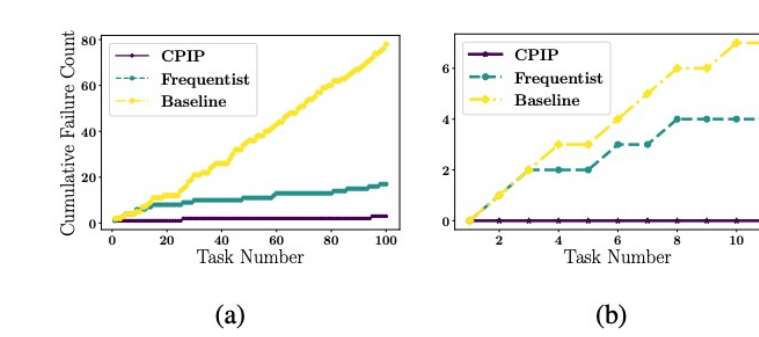 Cumulative Failure Count
80
60
40
20
0
CPIP
Frequentist
Baseline
0 20 40 60 80 100
Task Number
(a)
6
4
2
0
CPIP
Frequentist
Baseline
2 4 6 8 10
Task Number
(b)